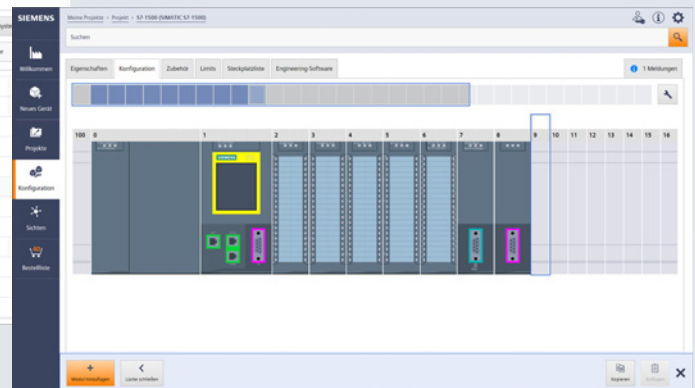 SIEMENS
Meine Projekte > Projekt > S7 1500 (SIMATIC S7 1500)
Suchen
Willkommen
Neues Gerät
Projekte
Konfiguration
Sichten
Bestellliste
Eigenschaften Konfiguration Zubehör Limits Steckplatzliste Engineering-Software
1 Meldungen
100 0 1 2 3 4 5 6 7 8 9 10 11 12 13 14 15 16
SIEMENS
Modul hinzufügen
Liste schließen
Kopieren
Einfügen